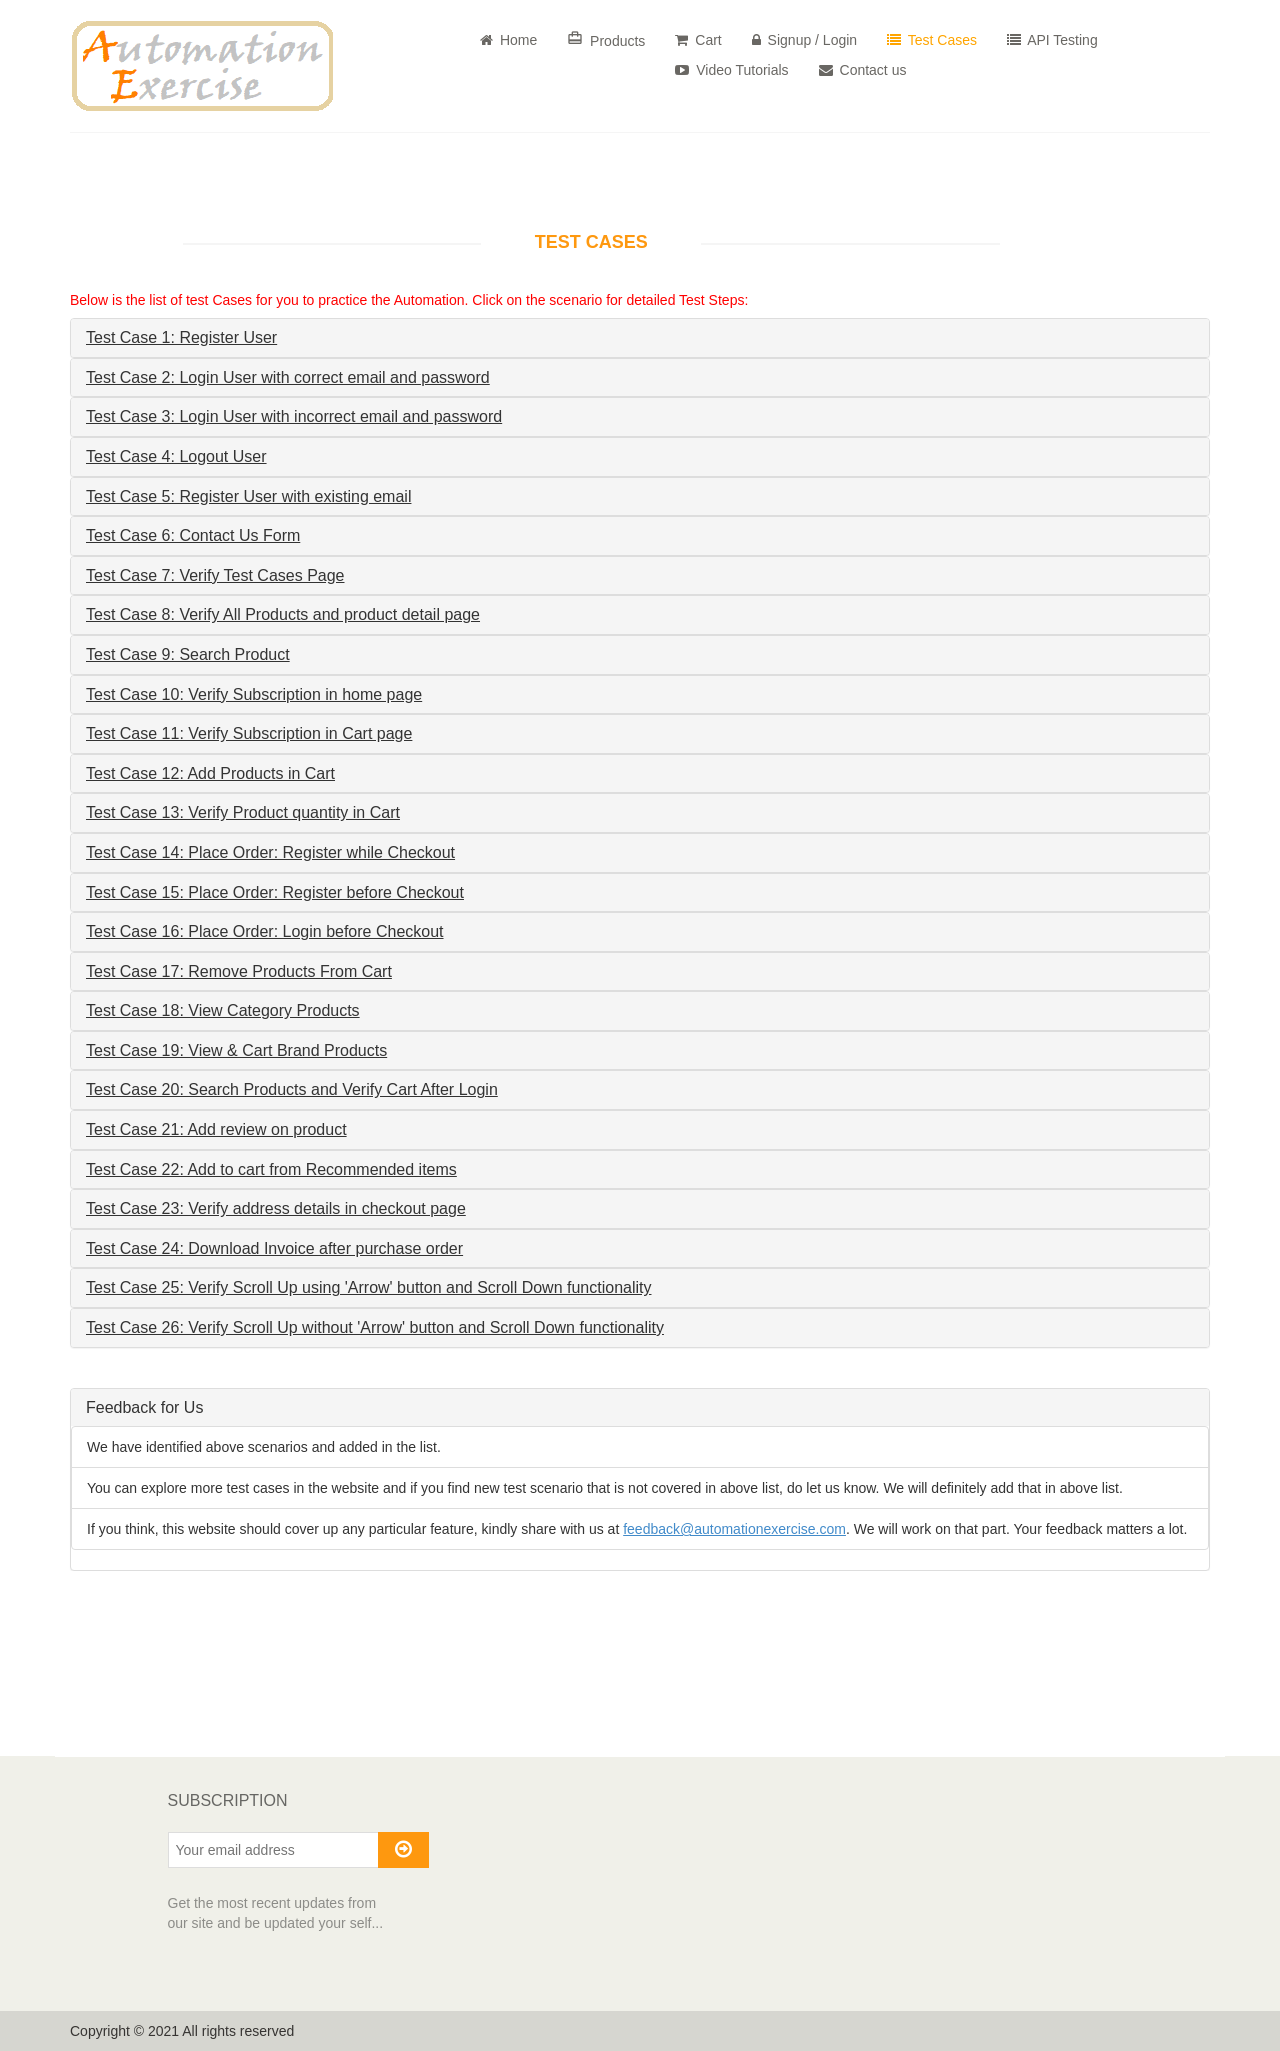 Automation
Exercise
Home Products Cart Signup / Login Test Cases API Testing
Video Tutorials Contact us
TEST CASES
Below is the list of test Cases for you to practice the Automation. Click on the scenario for detailed Test Steps:
Test Case 1: Register User
Test Case 2: Login User with correct email and password
Test Case 3: Login User with incorrect email and password
Test Case 4: Logout User
Test Case 5: Register User with existing email
Test Case 6: Contact Us Form
Test Case 7: Verify Test Cases Page
Test Case 8: Verify All Products and product detail page
Test Case 9: Search Product
Test Case 10: Verify Subscription in home page
Test Case 11: Verify Subscription in Cart page
Test Case 12: Add Products in Cart
Test Case 13: Verify Product quantity in Cart
Test Case 14: Place Order: Register while Checkout
Test Case 15: Place Order: Register before Checkout
Test Case 16: Place Order: Login before Checkout
Test Case 17: Remove Products From Cart
Test Case 18: View Category Products
Test Case 19: View & Cart Brand Products
Test Case 20: Search Products and Verify Cart After Login
Test Case 21: Add review on product
Test Case 22: Add to cart from Recommended items
Test Case 23: Verify address details in checkout page
Test Case 24: Download Invoice after purchase order
Test Case 25: Verify Scroll Up using 'Arrow' button and Scroll Down functionality
Test Case 26: Verify Scroll Up without 'Arrow' button and Scroll Down functionality
Feedback for Us
We have identified above scenarios and added in the list.
You can explore more test cases in the website and if you find new test scenario that is not covered in above list, do let us know. We will definitely add that in above list.
If you think, this website should cover up any particular feature, kindly share with us at feedback@automationexercise.com. We will work on that part. Your feedback matters a lot.
SUBSCRIPTION
Your email address
Get the most recent updates from
our site and be updated your self...
Copyright © 2021 All rights reserved